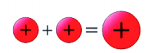 + + + = +